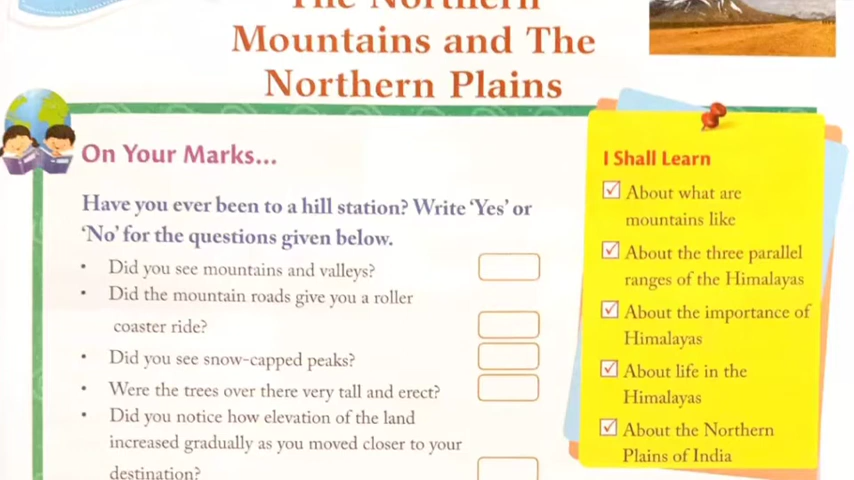 The Northern
Mountains and The
Northern Plains
On Your Marks...
Have you ever been to a hill station? Write ‘Yes’ or
‘No’ for the questions given below.
• Did you see mountains and valleys?
• Did the mountain roads give you a roller
coaster ride?
• Did you see snow-capped peaks?
• Were the trees over there very tall and erect?
• Did you notice how elevation of the land
increased gradually as you moved closer to your
destination?
I Shall Learn
About what are
mountains like
About the three parallel
ranges of the Himalayas
About the importance of
Himalayas
About life in the
Himalayas
About the Northern
Plains of India